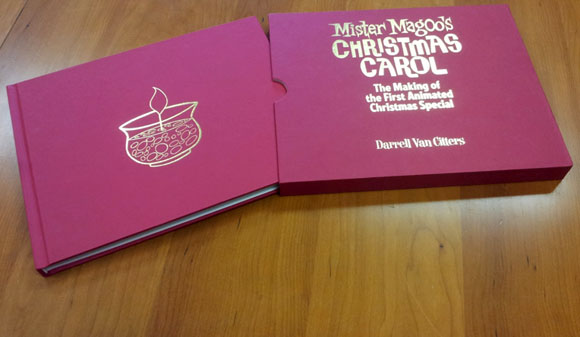 Mister Magoo's
CHRISTMAS
CAROL
The Making of
the First Animated
Christmas Special
Darrell Van Citters